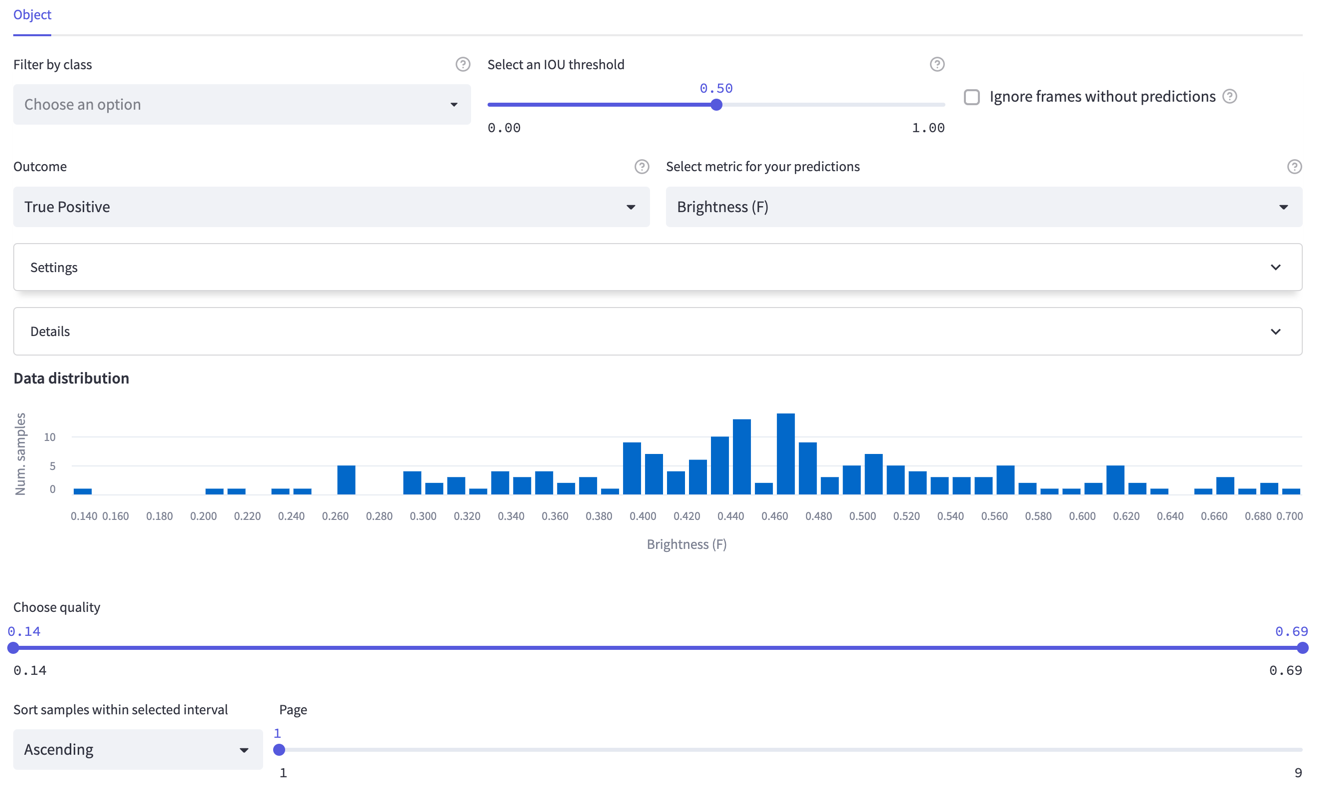 Object
Filter by class
Select an IOU threshold
Choose an option
0.50
0.00 1.00
Ignore frames without predictions
Outcome
Select metric for your predictions
True Positive
Brightness (F)
Settings
Details
Data distribution
Num. samples
10
5
0
0.140 0.160 0.180 0.200 0.220 0.240 0.260 0.280 0.300 0.320 0.340 0.360 0.380 0.400 0.420 0.440 0.460 0.480 0.500 0.520 0.540 0.560 0.580 0.600 0.620 0.640 0.660 0.680 0.700
Brightness (F)
Choose quality
0.14 0.69
0.14 0.69
Sort samples within selected interval
Page
Ascending
1
1 9